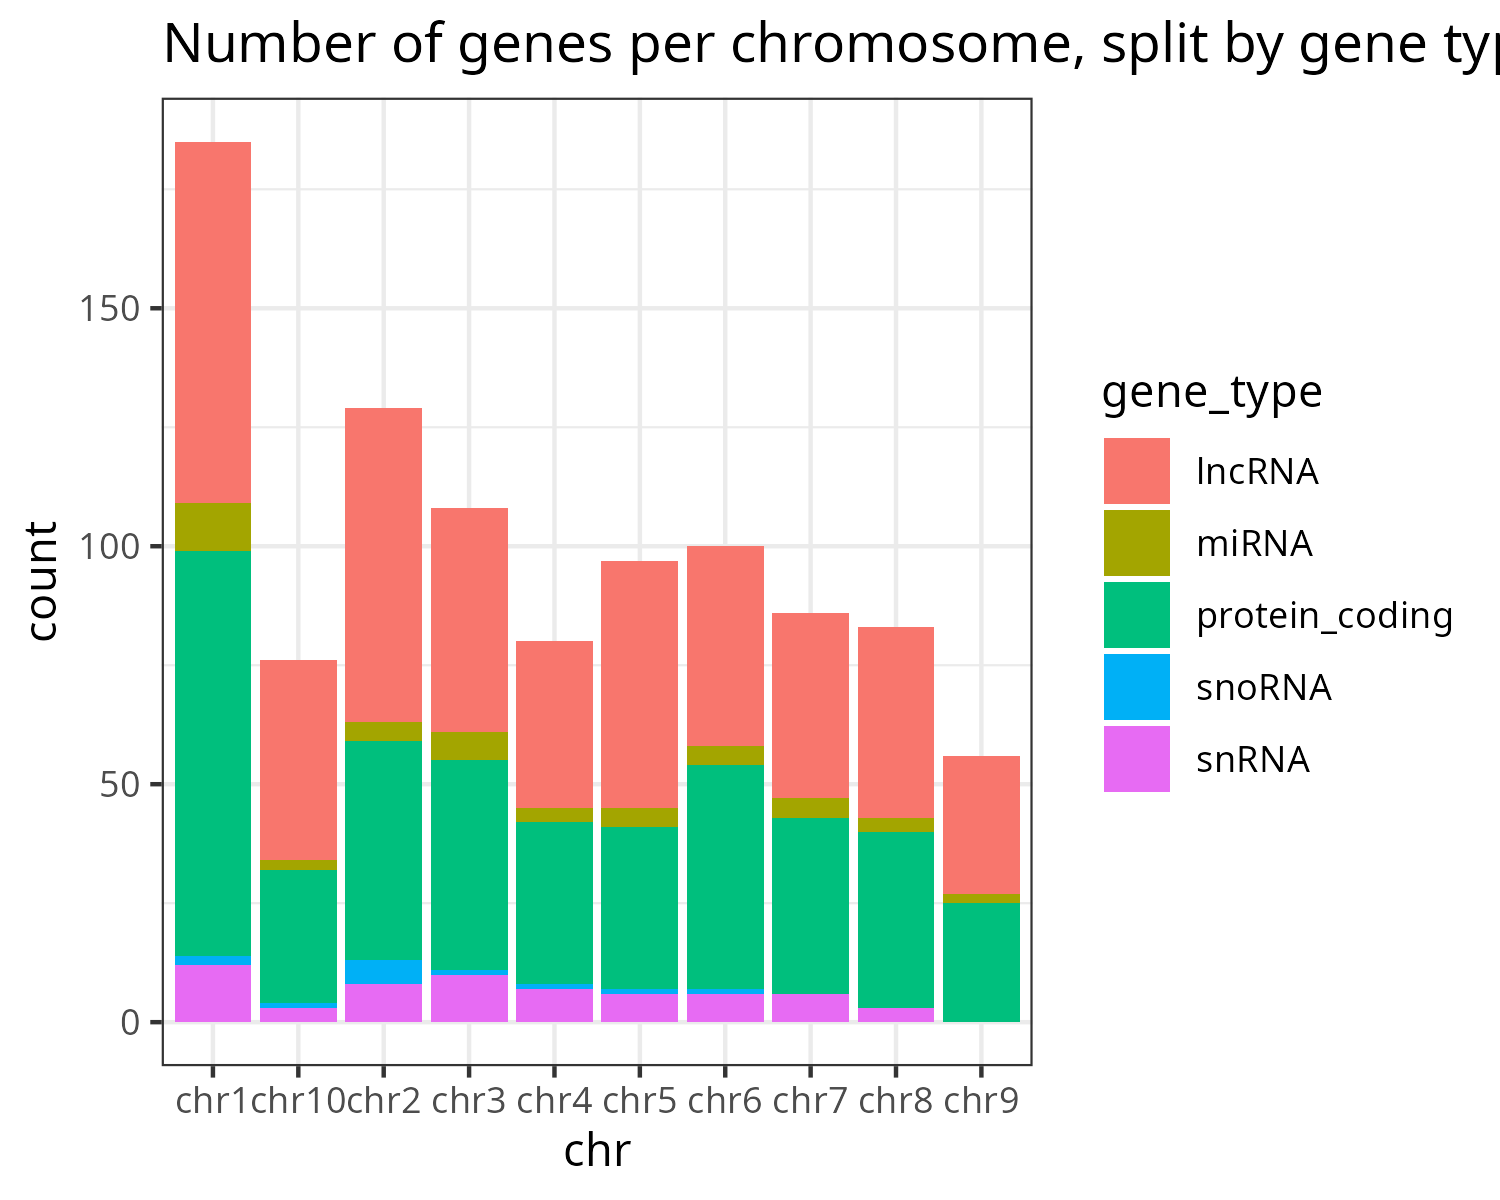 Number of genes per chromosome, split by gene typ
150
100
50
0
count
chr1 chr10 chr2 chr3 chr4 chr5 chr6 chr7 chr8 chr9
chr
gene_type
lncRNA
miRNA
protein_coding
snoRNA
snRNA